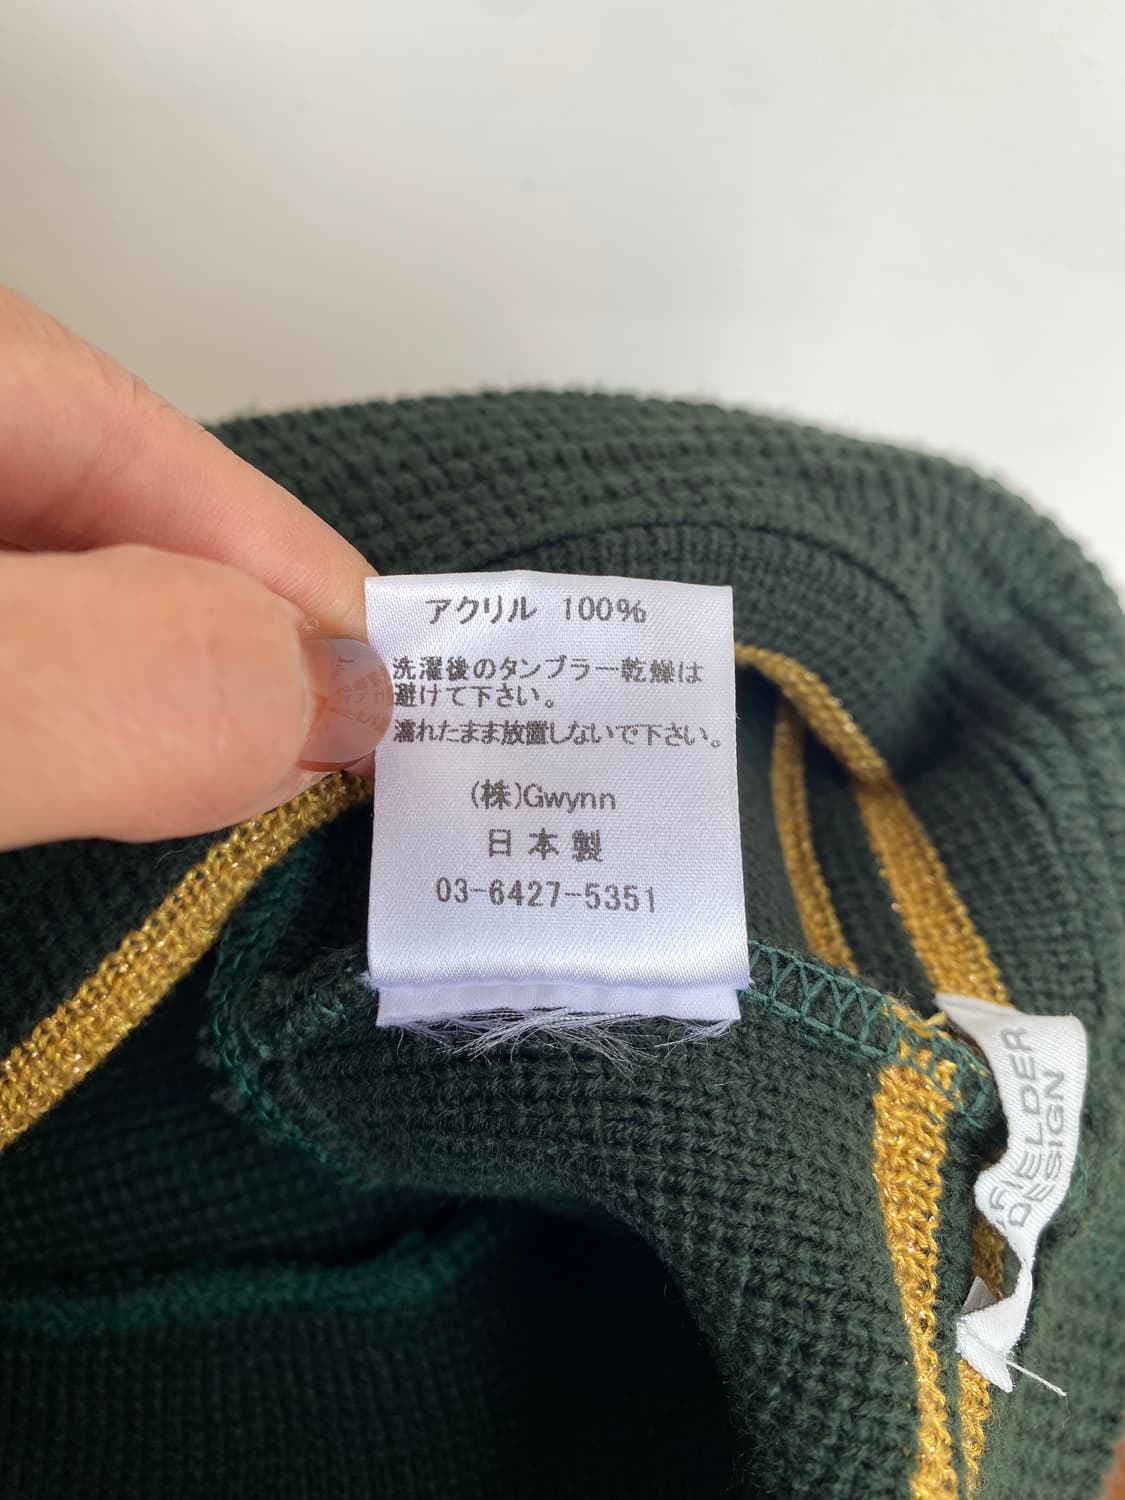 アクリル 100%
洗濯後のタンブラー乾燥は
避けて下さい。
濡れたまま放置しないで下さい。
(株)Gwynn
日本製
03-6427-5351
FIELDER
DESIGN